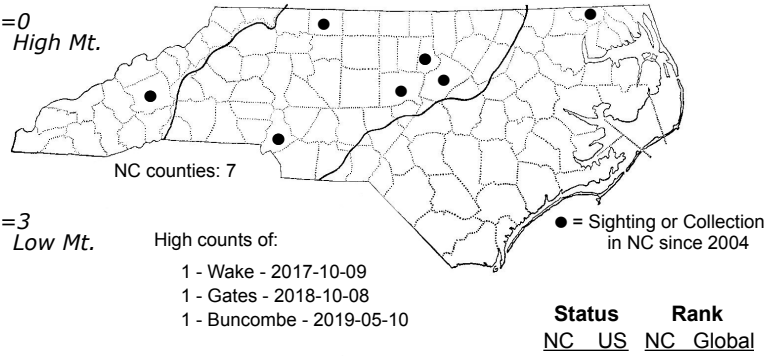 =0
High Mt.
NC counties: 7
=3
Low Mt.
High counts of:
1 - Wake - 2017-10-09
1 - Gates - 2018-10-08
1 - Buncombe - 2019-05-10
= Sighting or Collection
in NC since 2004
Status Rank
NC US NC Global